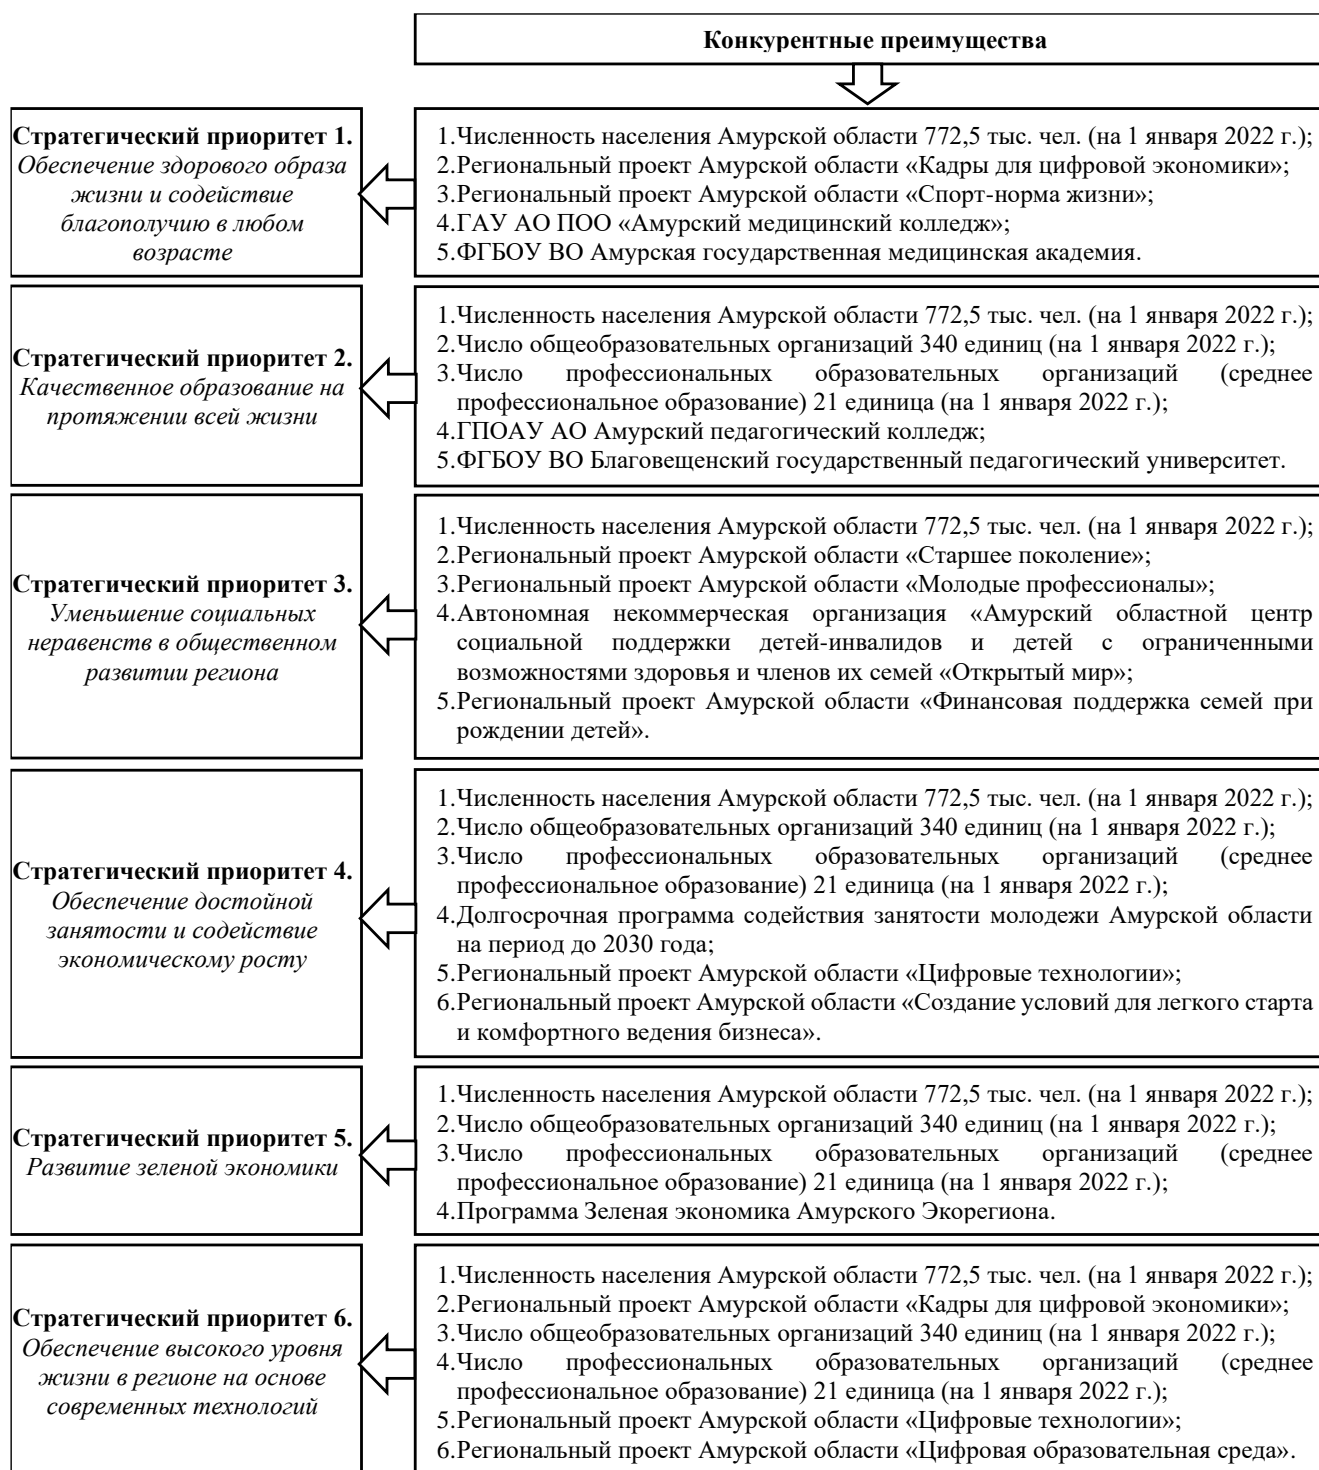 Конкурентные преимущества
Стратегический приоритет 1.
Обеспечение здорового образа
жизни и содействие
благополучию в любом
возрасте
1.Численность населения Амурской области 772,5 тыс. чел. (на 1 января 2022 г.);
2.Региональный проект Амурской области «Кадры для цифровой экономики»;
3.Региональный проект Амурской области «Спорт-норма жизни»;
4.ГАУ АО ПОО «Амурский медицинский колледж»;
5.ФГБОУ ВО Амурская государственная медицинская академия.
Стратегический приоритет 2.
Качественное образование на
протяжении всей жизни
1.Численность населения Амурской области 772,5 тыс. чел. (на 1 января 2022 г.);
2.Число общеобразовательных организаций 340 единиц (на 1 января 2022 г.);
3.Число профессиональных образовательных организаций (среднее
профессиональное образование) 21 единица (на 1 января 2022 г.);
4.ГПОАУ АО Амурский педагогический колледж;
5.ФГБОУ ВО Благовещенский государственный педагогический университет.
Стратегический приоритет 3.
Уменьшение социальных
неравенств в общественном
развитии региона
1.Численность населения Амурской области 772,5 тыс. чел. (на 1 января 2022 г.);
2.Региональный проект Амурской области «Старшее поколение»;
3.Региональный проект Амурской области «Молодые профессионалы»;
4.Автономная некоммерческая организация «Амурский областной центр
социальной поддержки детей-инвалидов и детей с ограниченными
возможностями здоровья и членов их семей «Открытый мир»;
5.Региональный проект Амурской области «Финансовая поддержка семей при
рождении детей».
Стратегический приоритет 4.
Обеспечение достойной
занятости и содействие
экономическому росту
1.Численность населения Амурской области 772,5 тыс. чел. (на 1 января 2022 г.);
2.Число общеобразовательных организаций 340 единиц (на 1 января 2022 г.);
3.Число профессиональных образовательных организаций (среднее
профессиональное образование) 21 единица (на 1 января 2022 г.);
4.Долгосрочная программа содействия занятости молодежи Амурской области
на период до 2030 года;
5.Региональный проект Амурской области «Цифровые технологии»;
6.Региональный проект Амурской области «Создание условий для легкого старта
и комфортного ведения бизнеса».
Стратегический приоритет 5.
Развитие зеленой экономики
1.Численность населения Амурской области 772,5 тыс. чел. (на 1 января 2022 г.);
2.Число общеобразовательных организаций 340 единиц (на 1 января 2022 г.);
3.Число профессиональных образовательных организаций (среднее
профессиональное образование) 21 единица (на 1 января 2022 г.);
4.Программа Зеленая экономика Амурского Экорегиона.
Стратегический приоритет 6.
Обеспечение высокого уровня
жизни в регионе на основе
современных технологий
1.Численность населения Амурской области 772,5 тыс. чел. (на 1 января 2022 г.);
2.Региональный проект Амурской области «Кадры для цифровой экономики»;
3.Число общеобразовательных организаций 340 единиц (на 1 января 2022 г.);
4.Число профессиональных образовательных организаций (среднее
профессиональное образование) 21 единица (на 1 января 2022 г.);
5.Региональный проект Амурской области «Цифровые технологии»;
6.Региональный проект Амурской области «Цифровая образовательная среда».